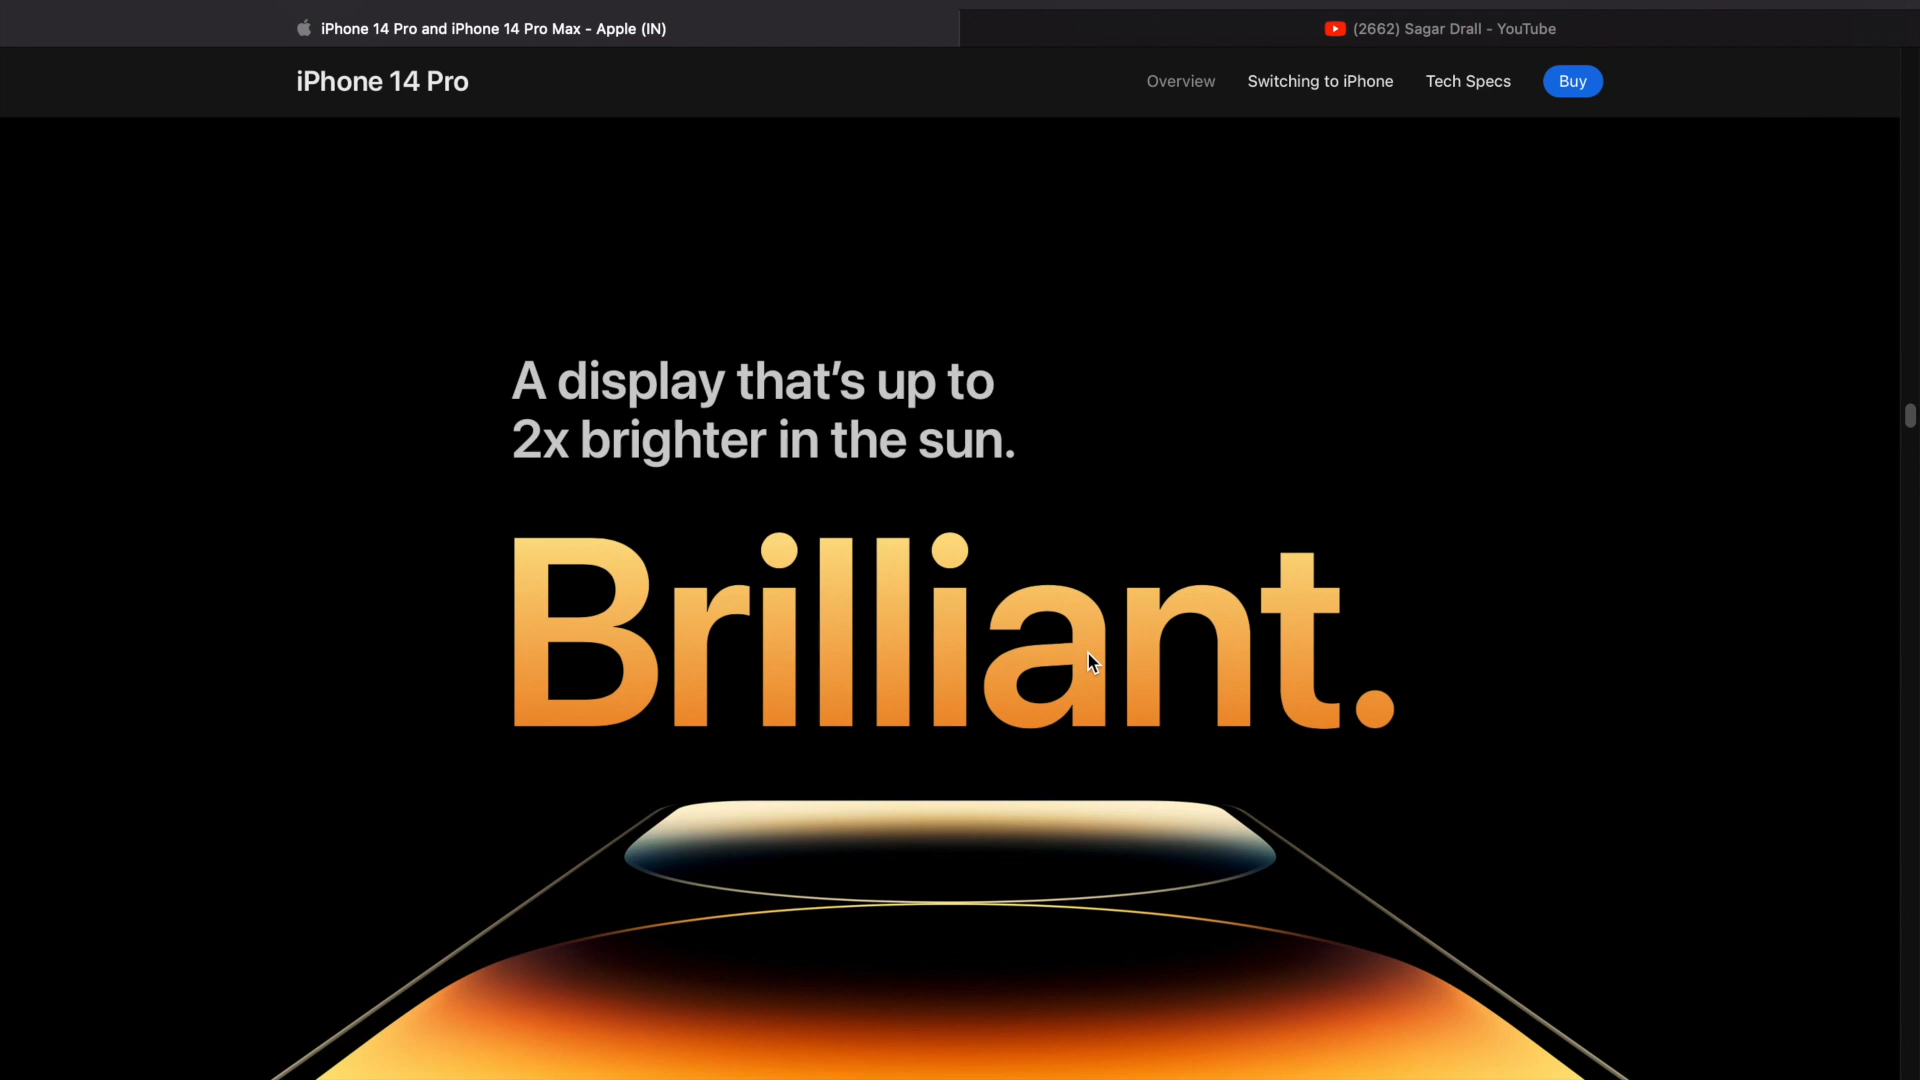 iPhone 14 Pro and iPhone 14 Pro Max - Apple (IN)
(2662) Sagar Drall - YouTube
iPhone 14 Pro
Overview
Switching to iPhone
Tech Specs
Buy
A display that’s up to
2x brighter in the sun.
Brilliant.